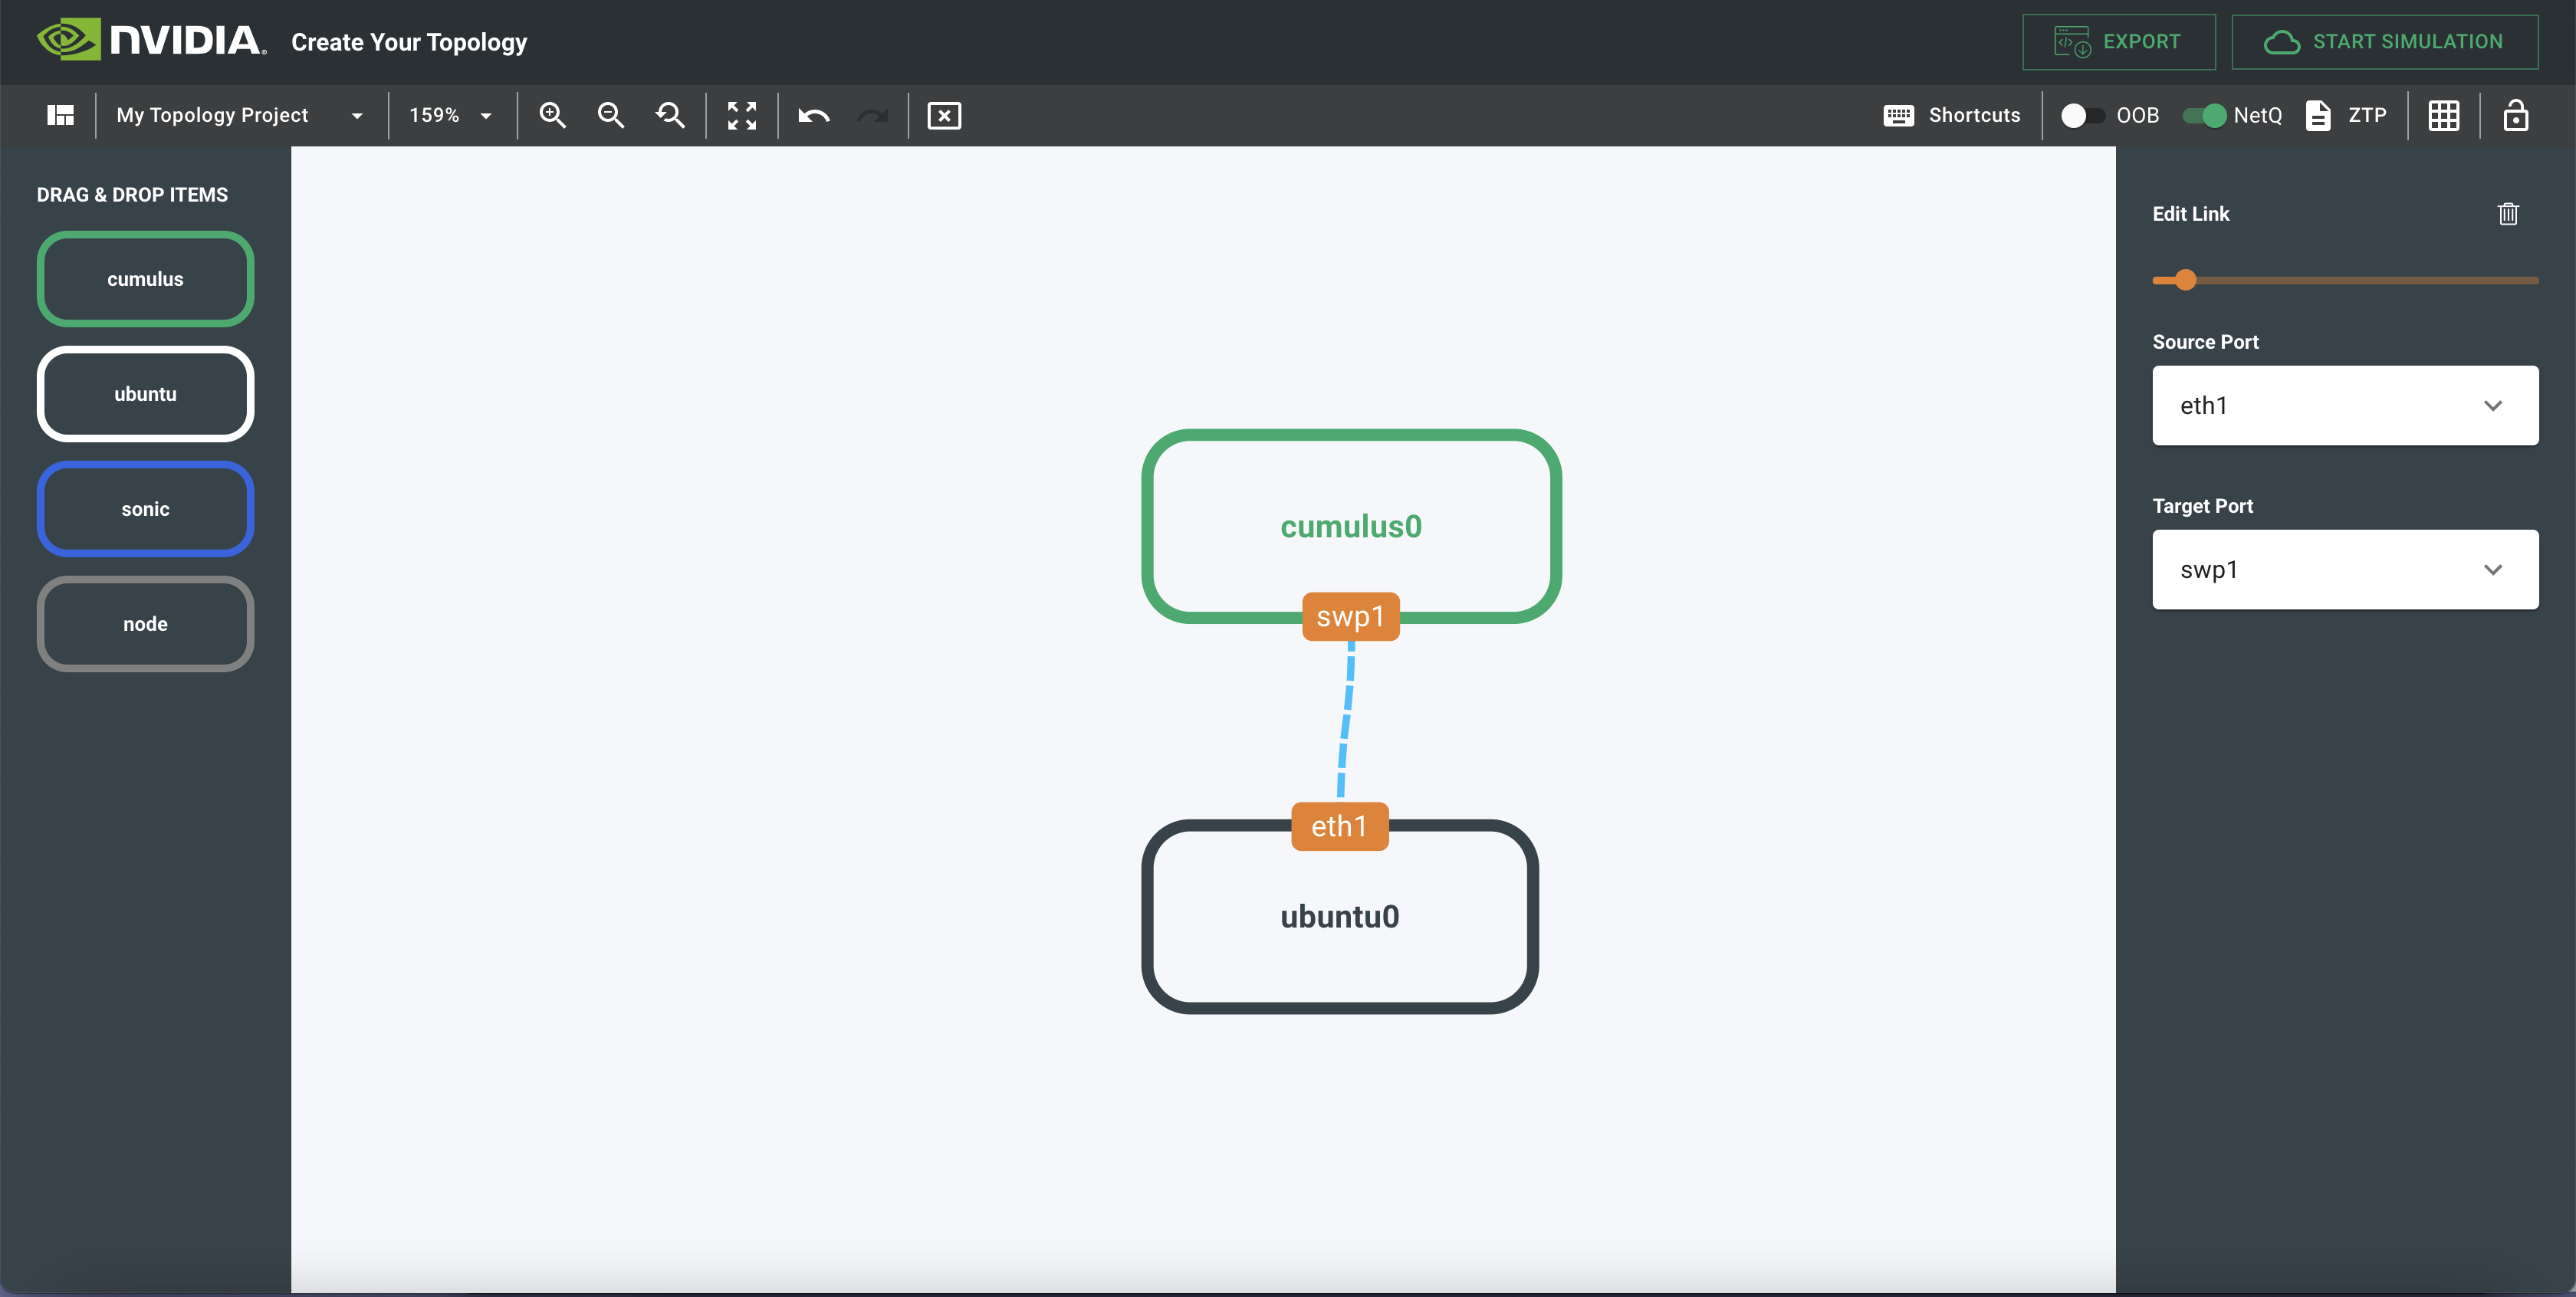 NVIDIA. Create Your Topology
EXPORT
START SIMULATION
My Topology Project
159%
Shortcuts
OOB
NetQ
ZTP
DRAG & DROP ITEMS
cumulus
ubuntu
sonic
node
cumulus0
swp1
eth1
ubuntu0
Edit Link
Source Port
eth1
Target Port
swp1